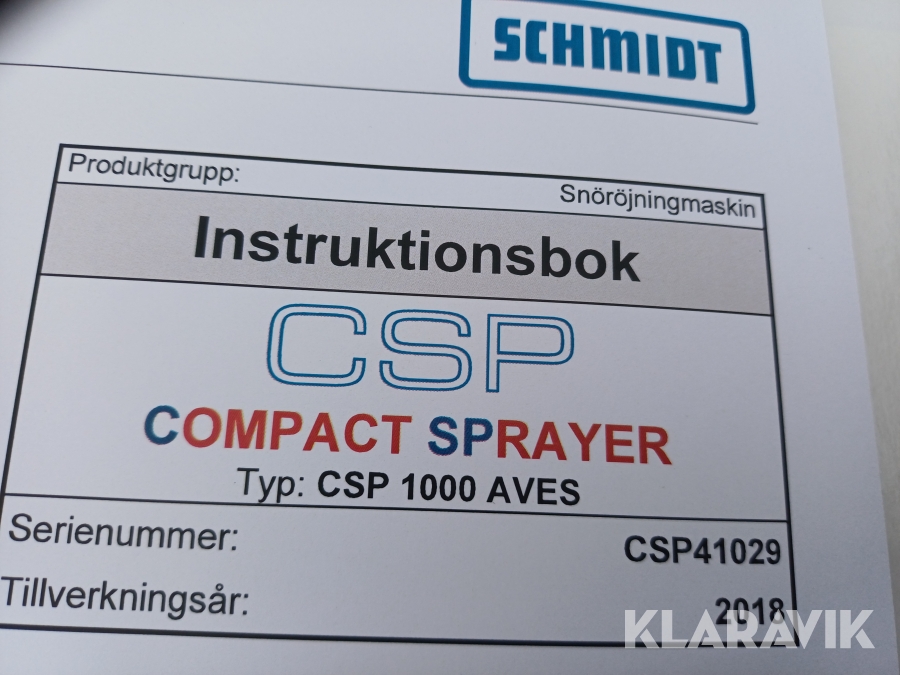 SCHMIDT
Produktgrupp:
Snöröjningmaskin
Instruktionsbok
CSP
COMPACT SPRAYER
Typ: CSP 1000 AVES
Serienummer: CSP41029
Tillverkningsår: 2018
KLARAVIK